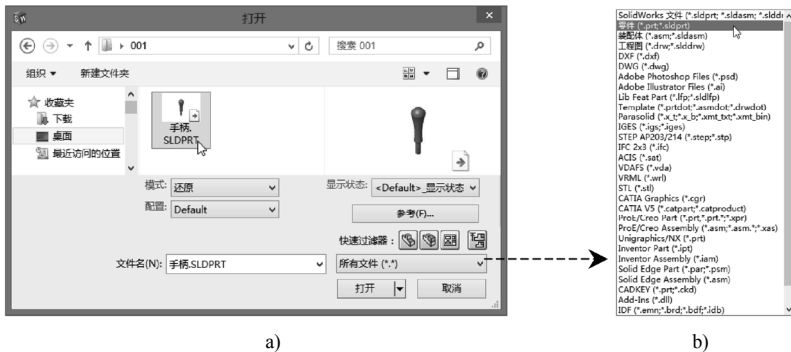 打开
001
搜索 001
组织
新建文件夹
收藏夹
下载
桌面
最近访问的位置
手柄.
SLDPRT
模式: 还原
显示状态: <Default>_显示状态
配置: Default
参考(F)...
快速过滤器：
文件名(N): 手柄.SLDPRT
所有文件 (*.*)
打开
取消
a)
SolidWorks 文件 (*.sldprt; *.sldasm; *.slddr
零件 (*.prt;*.sldprt)
装配体 (*.asm;*.sldasm)
工程图 (*.drw;*.slddrw)
DXF (*.dxf)
DWG (*.dwg)
Adobe Photoshop Files (*.psd)
Adobe Illustrator Files (*.ai)
Lib Feat Part (*.lfp;*.sldlfp)
Template (*.prtdot;*.asmdot;*.drwdot)
Parasolid (*.x_t;*.x_b;*.xmt_txt;*.xmt_bin)
IGES (*.igs;*.iges)
STEP AP203/214 (*.step;*.stp)
IFC 2x3 (*.ifc)
ACIS (*.sat)
VDAFS (*.vda)
VRML (*.wrl)
STL (*.stl)
CATIA Graphics (*.cgr)
CATIA V5 (*.catpart;*.catproduct)
ProE/Creo Part (*.prt,*.prt.*;*.xpr)
ProE/Creo Assembly (*.asm;*.asm.*;*.xas)
Unigraphics/NX (*.prt)
Inventor Part (*.ipt)
Inventor Assembly (*.iam)
Solid Edge Part (*.par;*.psm)
Solid Edge Assembly (*.asm)
CADKEY (*.prt;*.ckd)
Add-Ins (*.dll)
IDF (*.emn;*.brd;*.bdf;*.idb)
b)